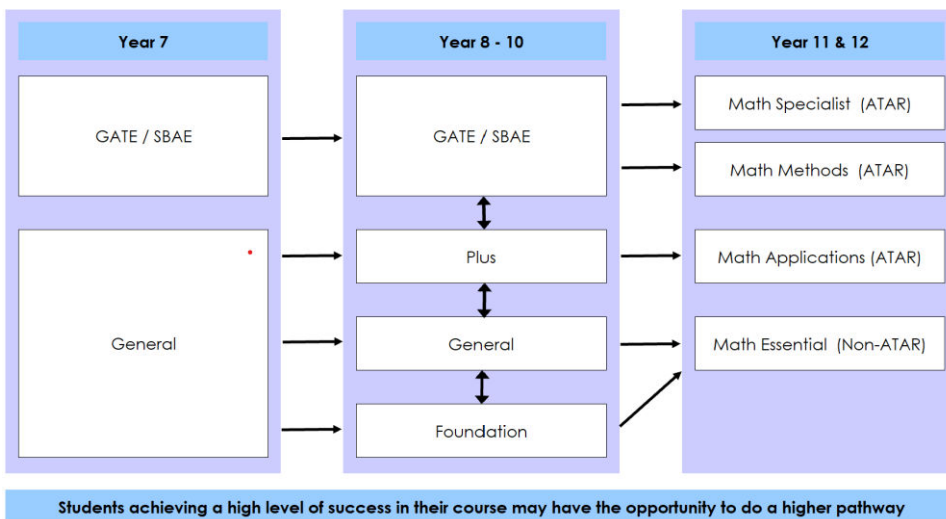 Year 7
GATE / SBAE
General
Year 8 - 10
GATE / SBAE
Plus
General
Foundation
Year 11 & 12
Math Specialist (ATAR)
Math Methods (ATAR)
Math Applications (ATAR)
Math Essential (Non-ATAR)
Students achieving a high level of success in their course may have the opportunity to do a higher pathway